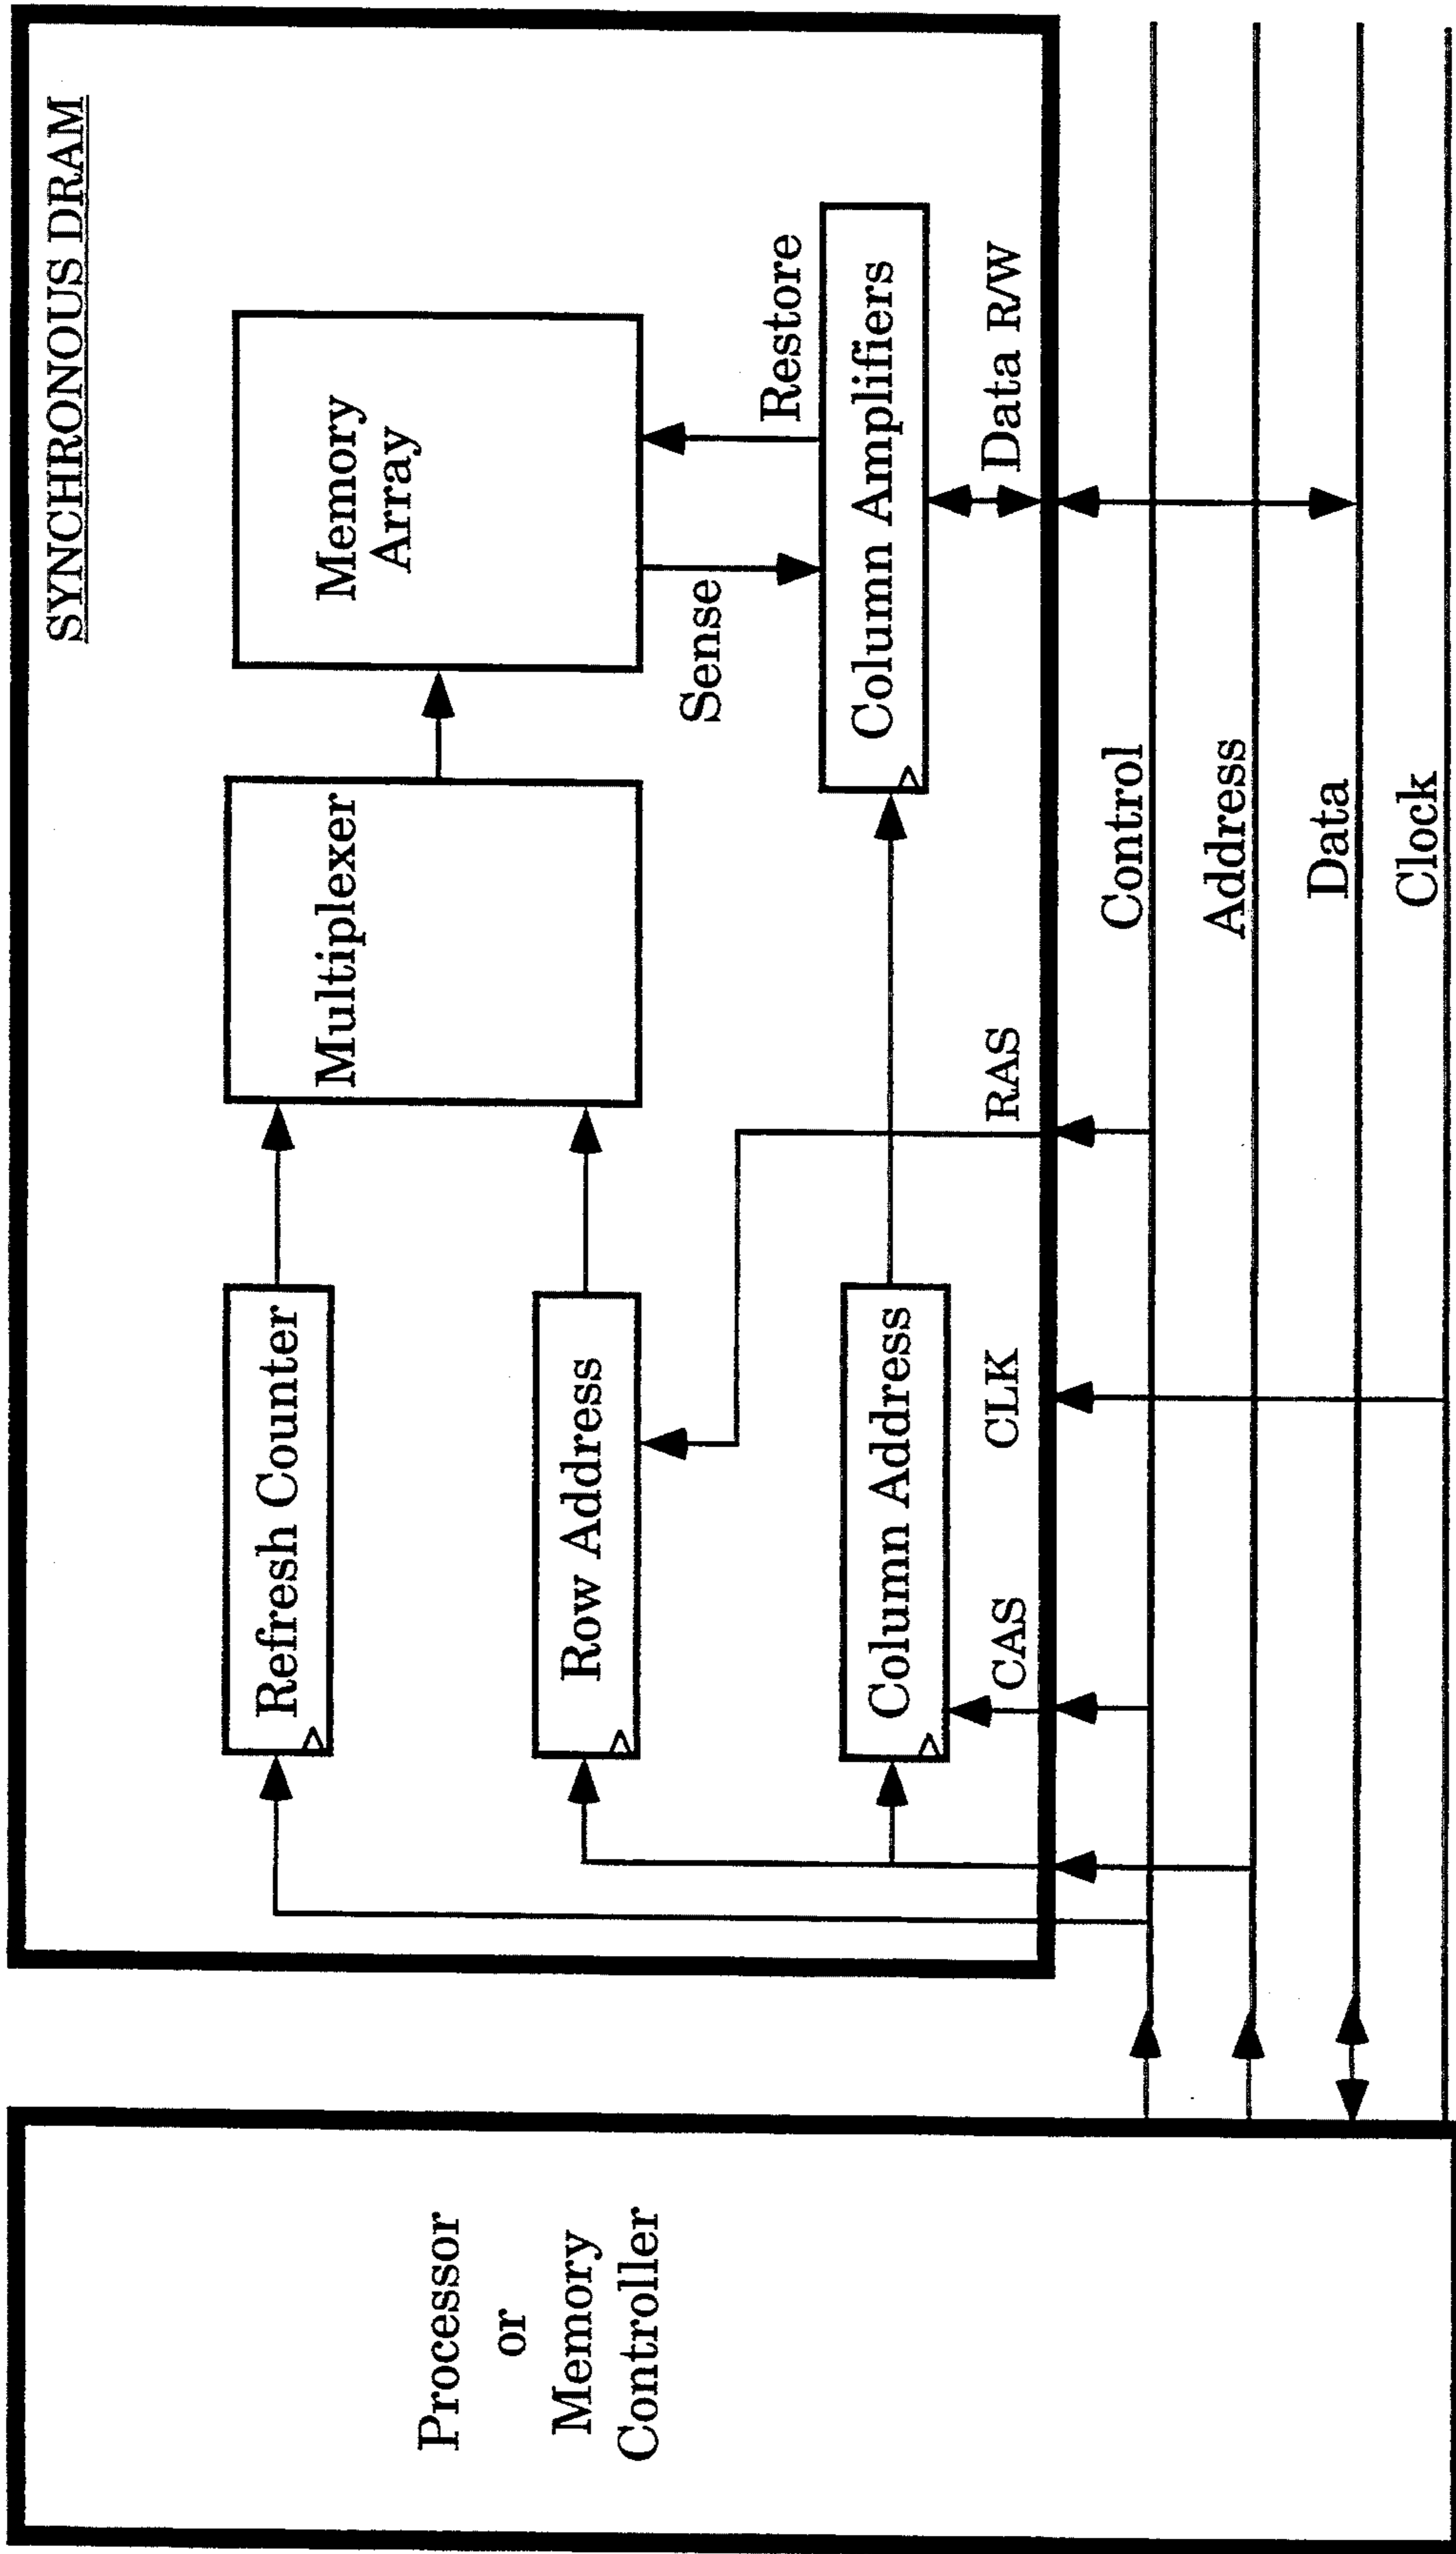 SYNCHRONOUS DRAM
Processor
or
Memory
Controller
Refresh Counter
Multiplexer
Memory
Array
Row Address
Sense
Restore
Column Address
Column Amplifiers
CAS
CLK
RAS
Data R/W
Control
Address
Data
Clock